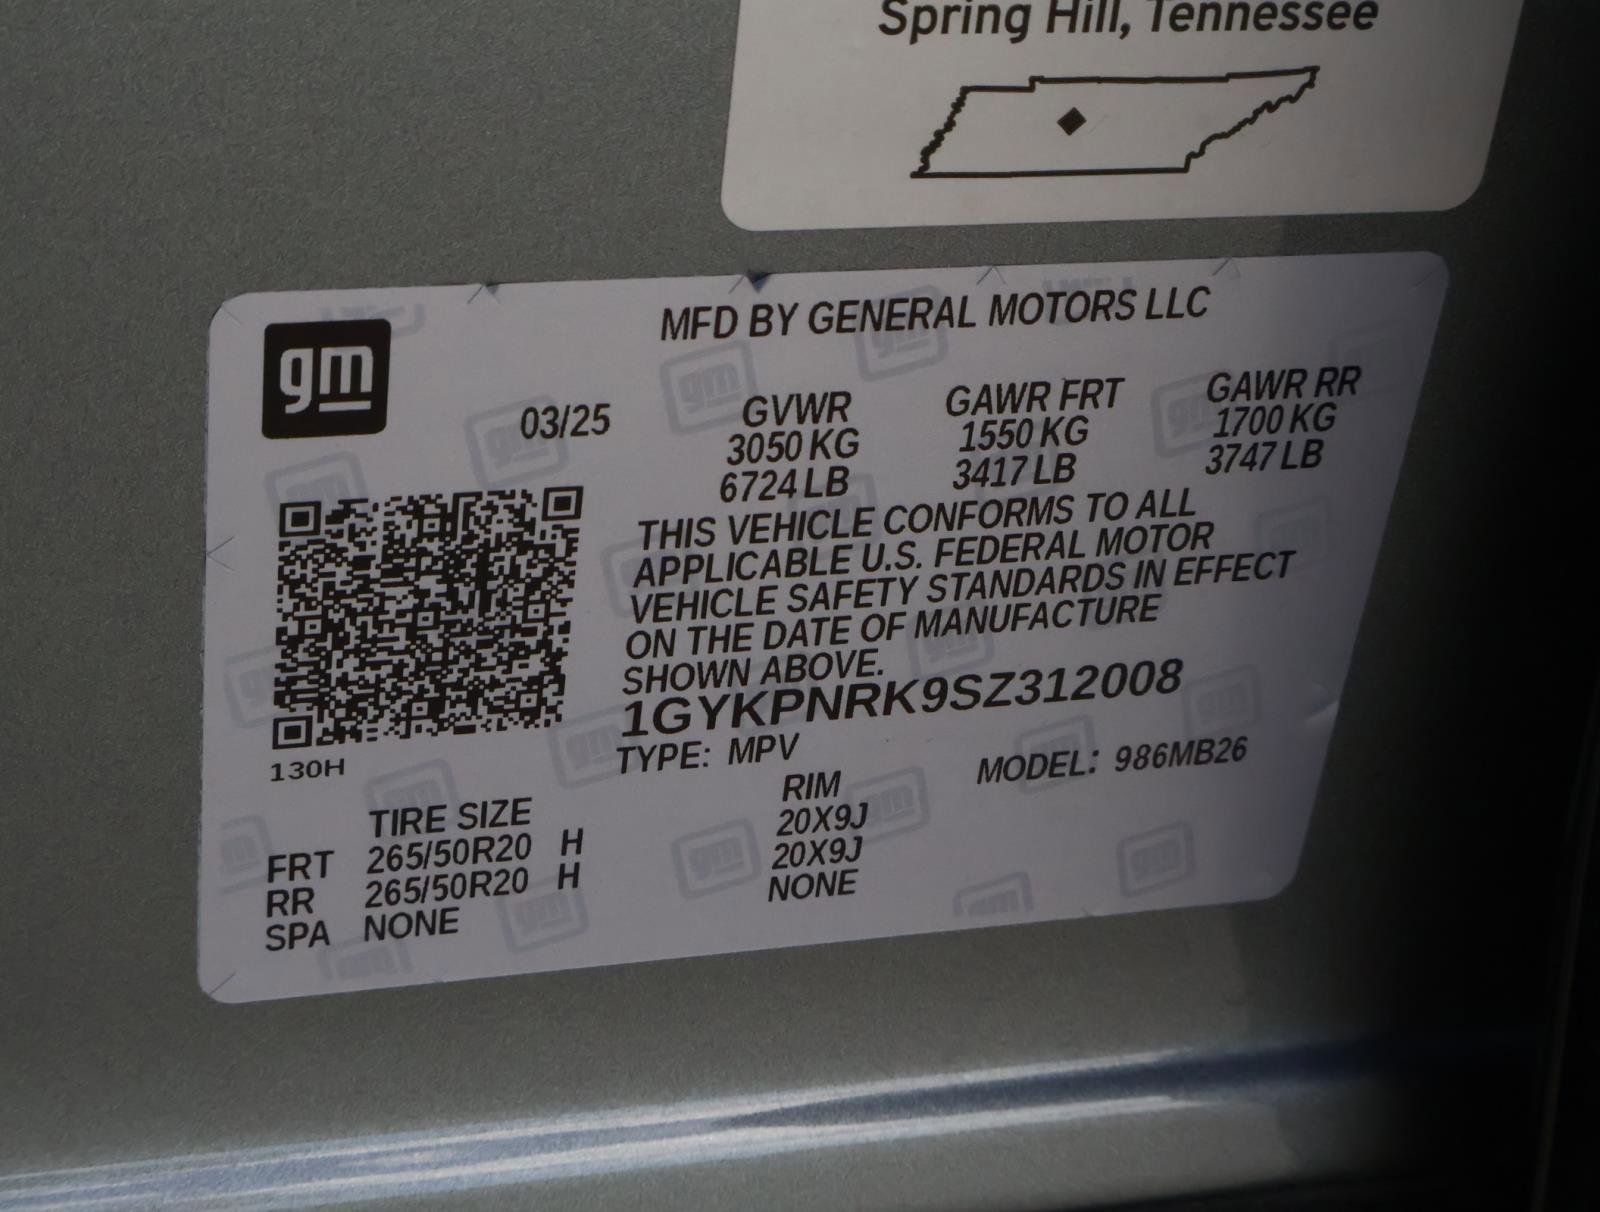 Spring Hill, Tennessee
gm
MFD BY GENERAL MOTORS LLC
03/25
GVWR GAWR FRT GAWR RR
3050 KG 1550 KG 1700 KG
6724 LB 3417 LB 3747 LB
THIS VEHICLE CONFORMS TO ALL
APPLICABLE U.S. FEDERAL MOTOR
VEHICLE SAFETY STANDARDS IN EFFECT
ON THE DATE OF MANUFACTURE
SHOWN ABOVE.
1GYKPNRK9SZ312008
130H
TYPE: MPV MODEL: 986MB26
TIRE SIZE RIM
FRT 265/50R20 H 20X9J
RR 265/50R20 H 20X9J
SPA NONE NONE